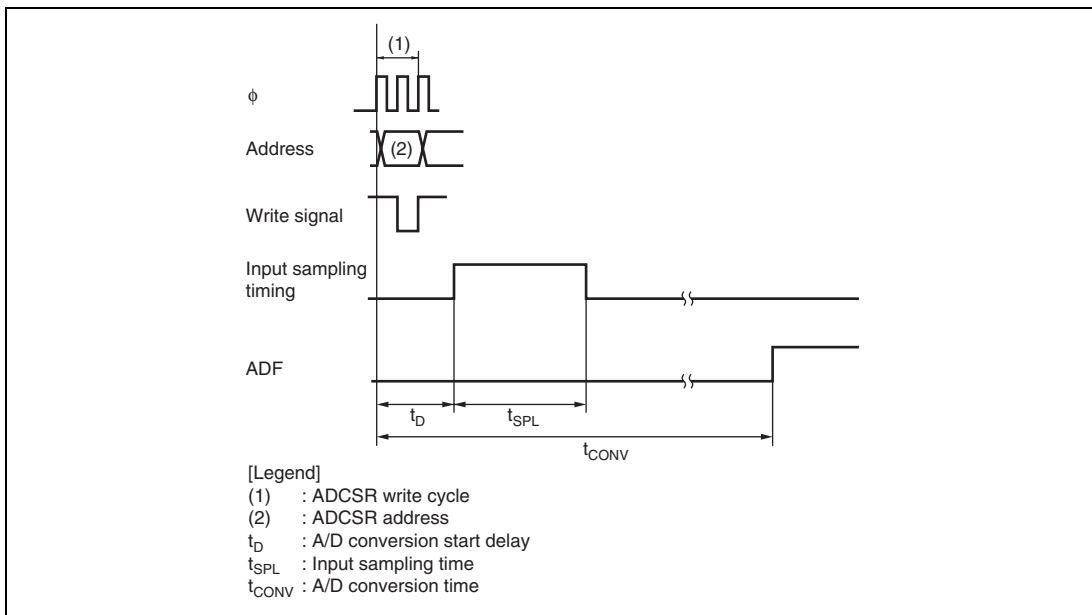 (1)
ϕ
Address
(2)
Write signal
Input sampling
timing
ADF
tD
tSPL
tCONV
[Legend]
(1) : ADCSR write cycle
(2) : ADCSR address
tD : A/D conversion start delay
tSPL : Input sampling time
tCONV : A/D conversion time